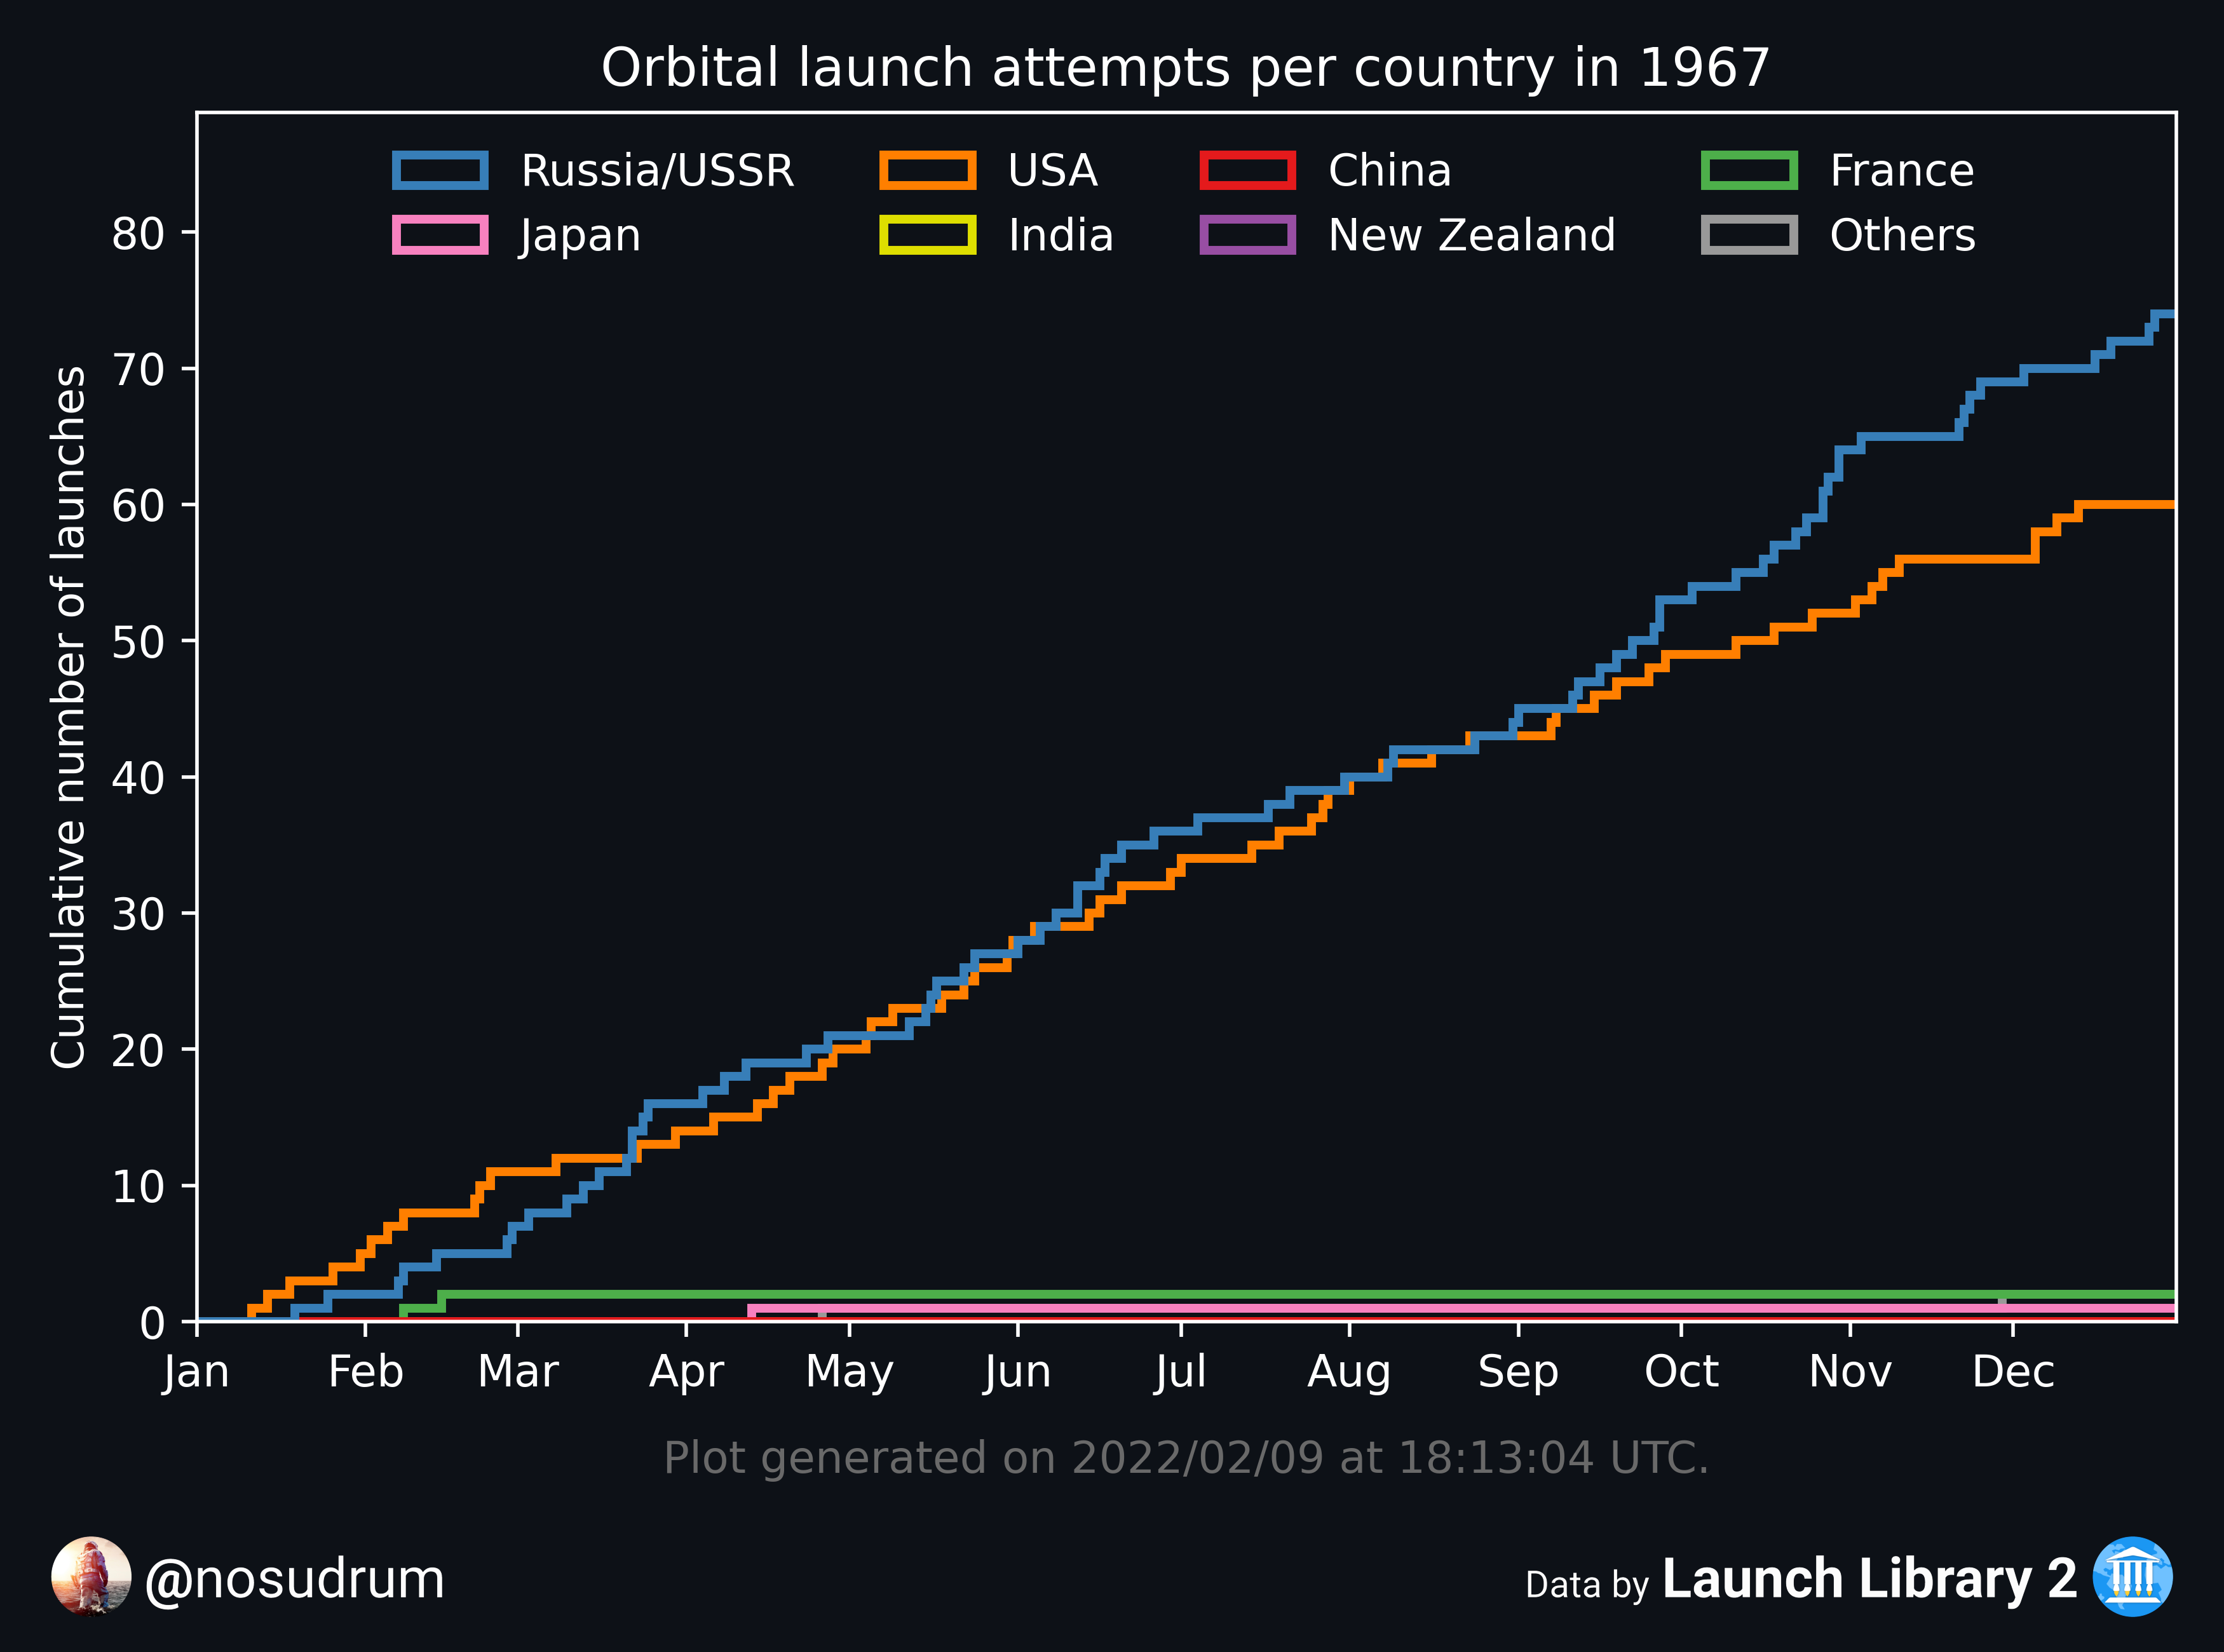 Orbital launch attempts per country in 1967
Russia/USSR USA China France
Japan India New Zealand Others
Cumulative number of launches
80
70
60
50
40
30
20
10
0
Jan Feb Mar Apr May Jun Jul Aug Sep Oct Nov Dec
Plot generated on 2022/02/09 at 18:13:04 UTC.
@nosudrum
Data by Launch Library 2